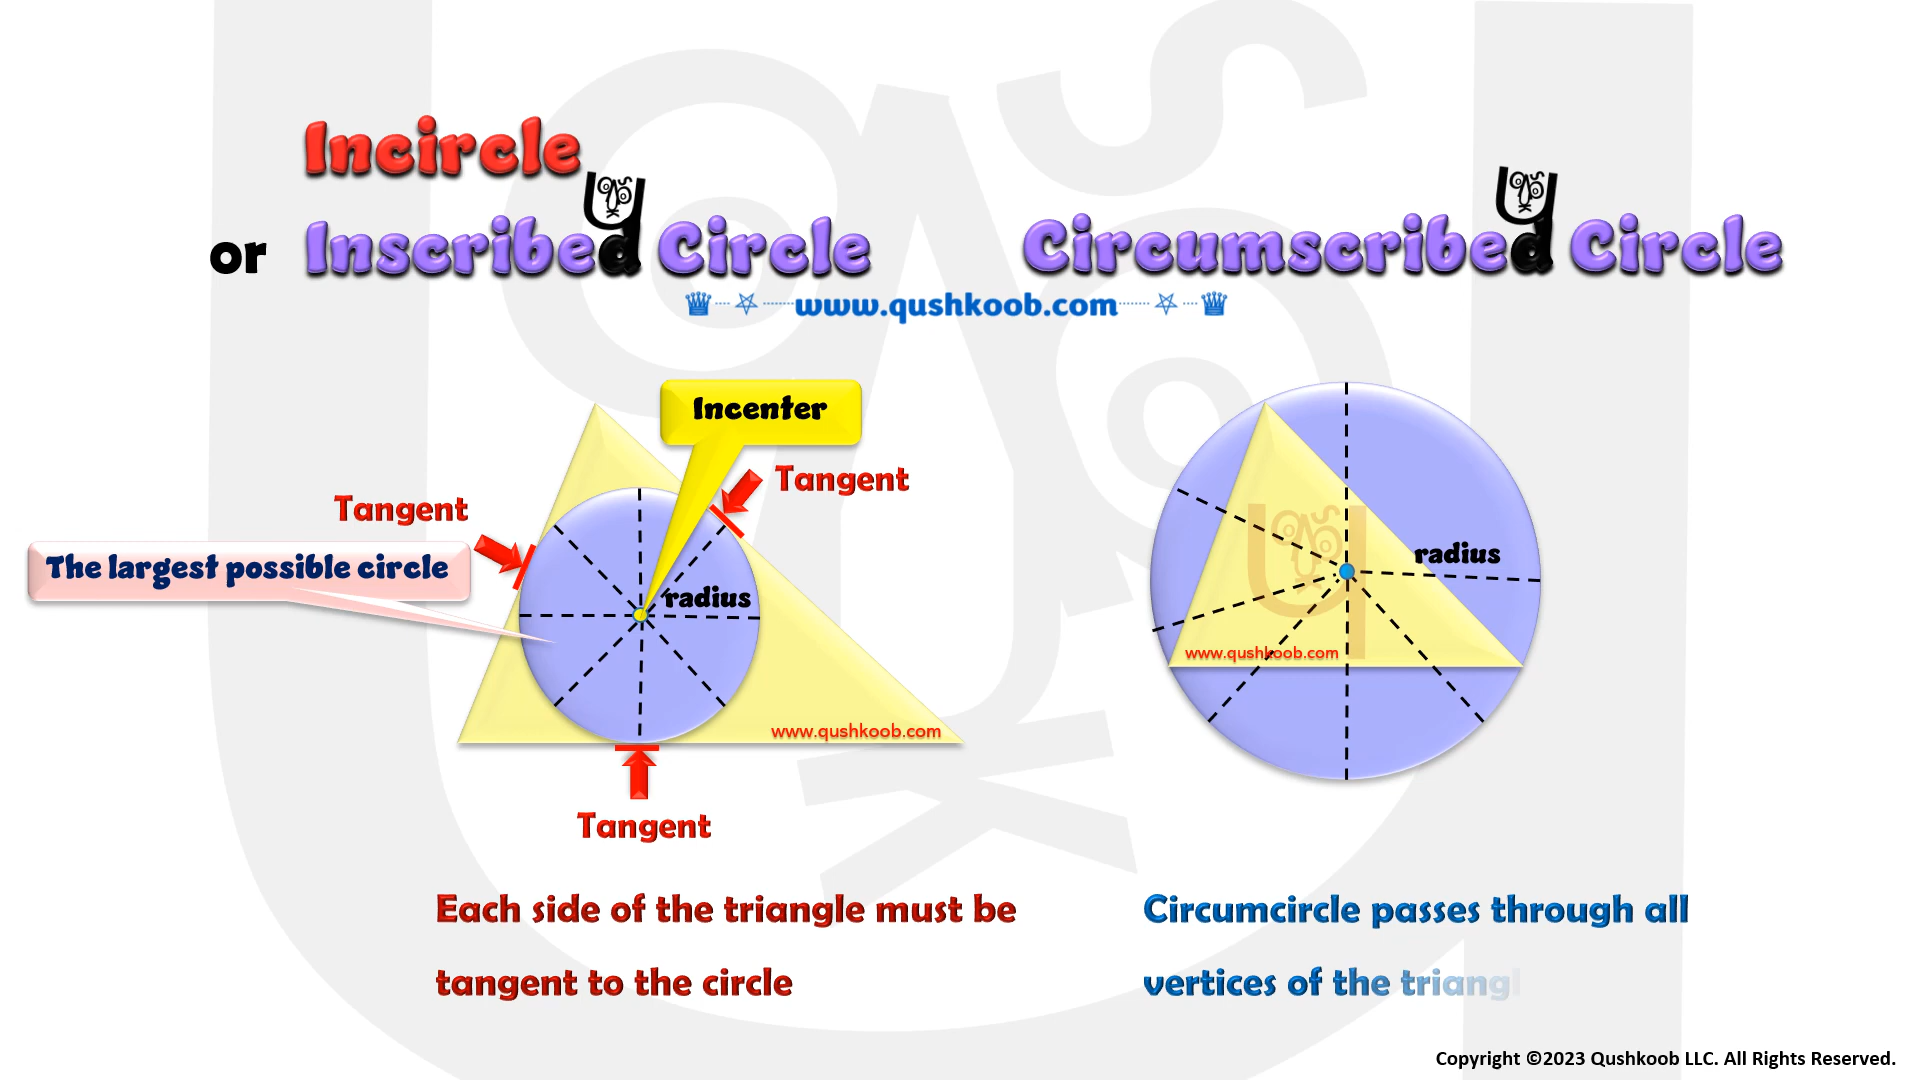 Incircle
or Inscribed Circle
Circumscribed Circle
www.qushkoob.com
Incenter
Tangent
Tangent
The largest possible circle
radius
www.qushkoob.com
Tangent
radius
www.qushkoob.com
Each side of the triangle must be
tangent to the circle
Circumcircle passes through all
vertices of the triang
Copyright ©2023 Qushkoob LLC. All Rights Reserved.